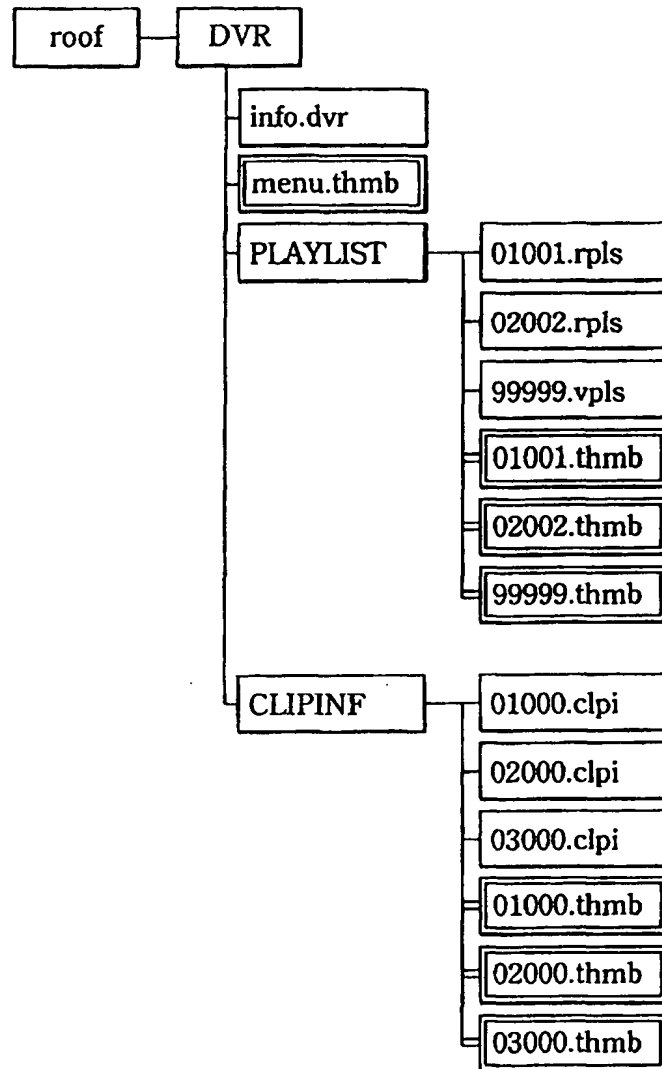 roof
DVR
info.dvr
menu.thmb
PLAYLIST
01001.rpls
02002.rpls
99999.vpls
01001.thmb
02002.thmb
99999.thmb
CLIPINF
01000.clpi
02000.clpi
03000.clpi
01000.thmb
02000.thmb
03000.thmb